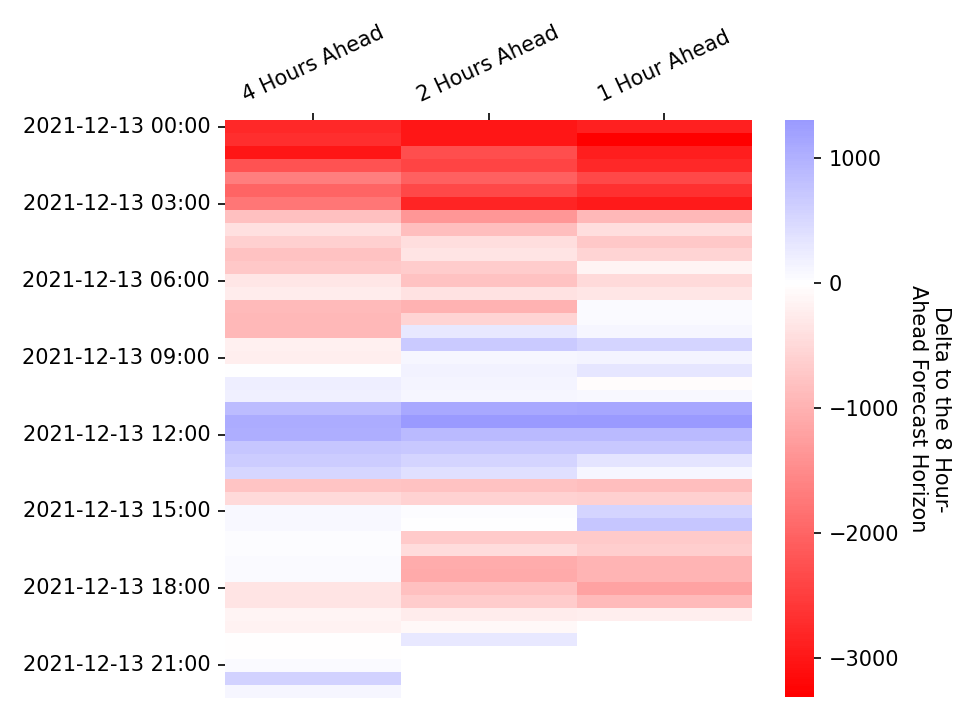 4 Hours Ahead
2 Hours Ahead
1 Hour Ahead
2021-12-13 00:00
2021-12-13 03:00
2021-12-13 06:00
2021-12-13 09:00
2021-12-13 12:00
2021-12-13 15:00
2021-12-13 18:00
2021-12-13 21:00
1000
0
−1000
−2000
−3000
Delta to the 8 Hour-
Ahead Forecast Horizon